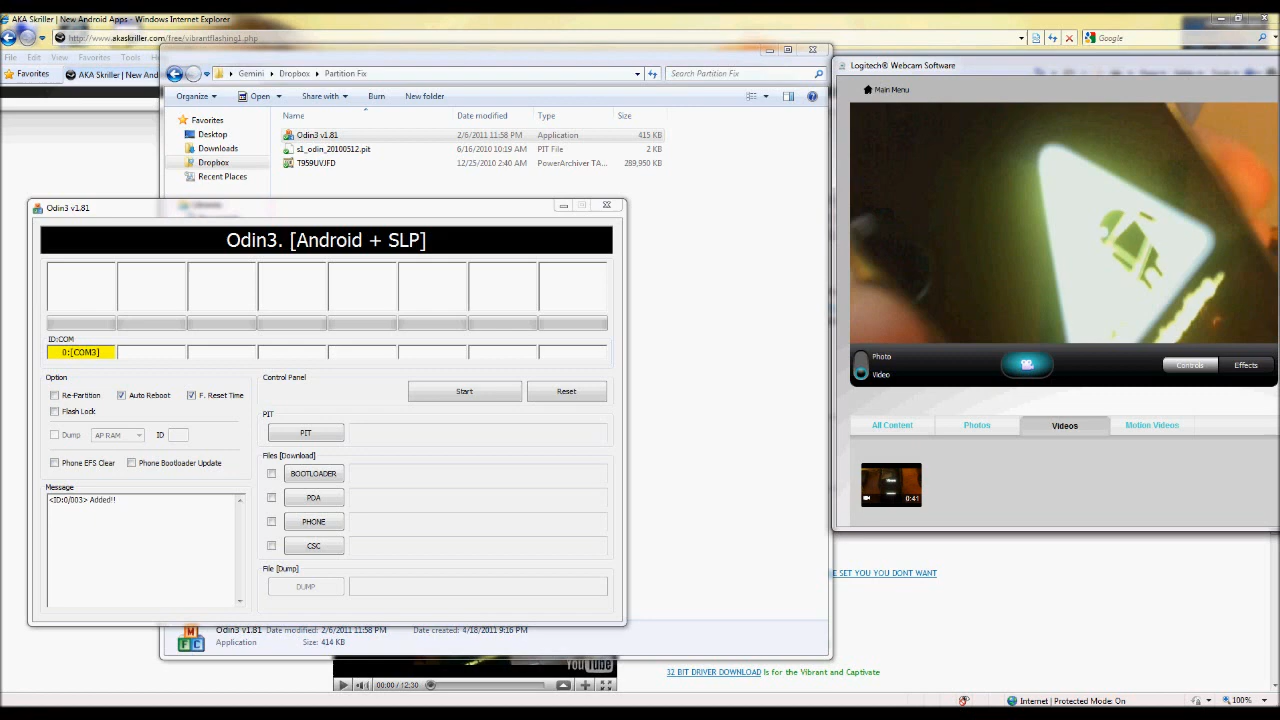 AKA Skriller | New Android Apps - Windows Internet Explorer
http://www.akaskriller.com/free/vibrantflashing1.php
Google
File Edit View Favorites Tools
Favorites AKA Skriller | New And
Gemini Dropbox Partition Fix
Search Partition Fix
Organize Open Share with Burn New folder
Favorites
Desktop
Downloads
Dropbox
Recent Places
Name Date modified Type Size
Odin3 v1.81 2/6/2011 11:58 PM Application 415 KB
s1_odin_20100512.pit 6/16/2010 10:19 AM PIT File 2 KB
T959UVJFD 12/25/2010 2:40 AM PowerArchiver TA... 289,950 KB
Odin3 v1.81
Odin3. [Android + SLP]
ID:COM
0:[COM3]
Option
Re-Partition Auto Reboot F. Reset Time
Flash Lock
Dump AP RAM ID
Phone EFS Clear Phone Bootloader Update
Message
<ID:0/003> Added!!
Control Panel
Start Reset
PIT
PIT
Files [Download]
BOOTLOADER
PDA
PHONE
CSC
File [Dump]
DUMP
Odin3 v1.81 Date modified: 2/6/2011 11:58 PM Date created: 4/18/2011 9:16 PM
Application Size: 414 KB
Logitech® Webcam Software
Main Menu
Photo
Video
Controls Effects
All Content Photos Videos Motion Videos
0:41
E SET YOU YOU DONT WANT
YouTube
00:00 / 12:30
32 BIT DRIVER DOWNLOAD Is for the Vibrant and Captivate
Internet | Protected Mode: On
100%